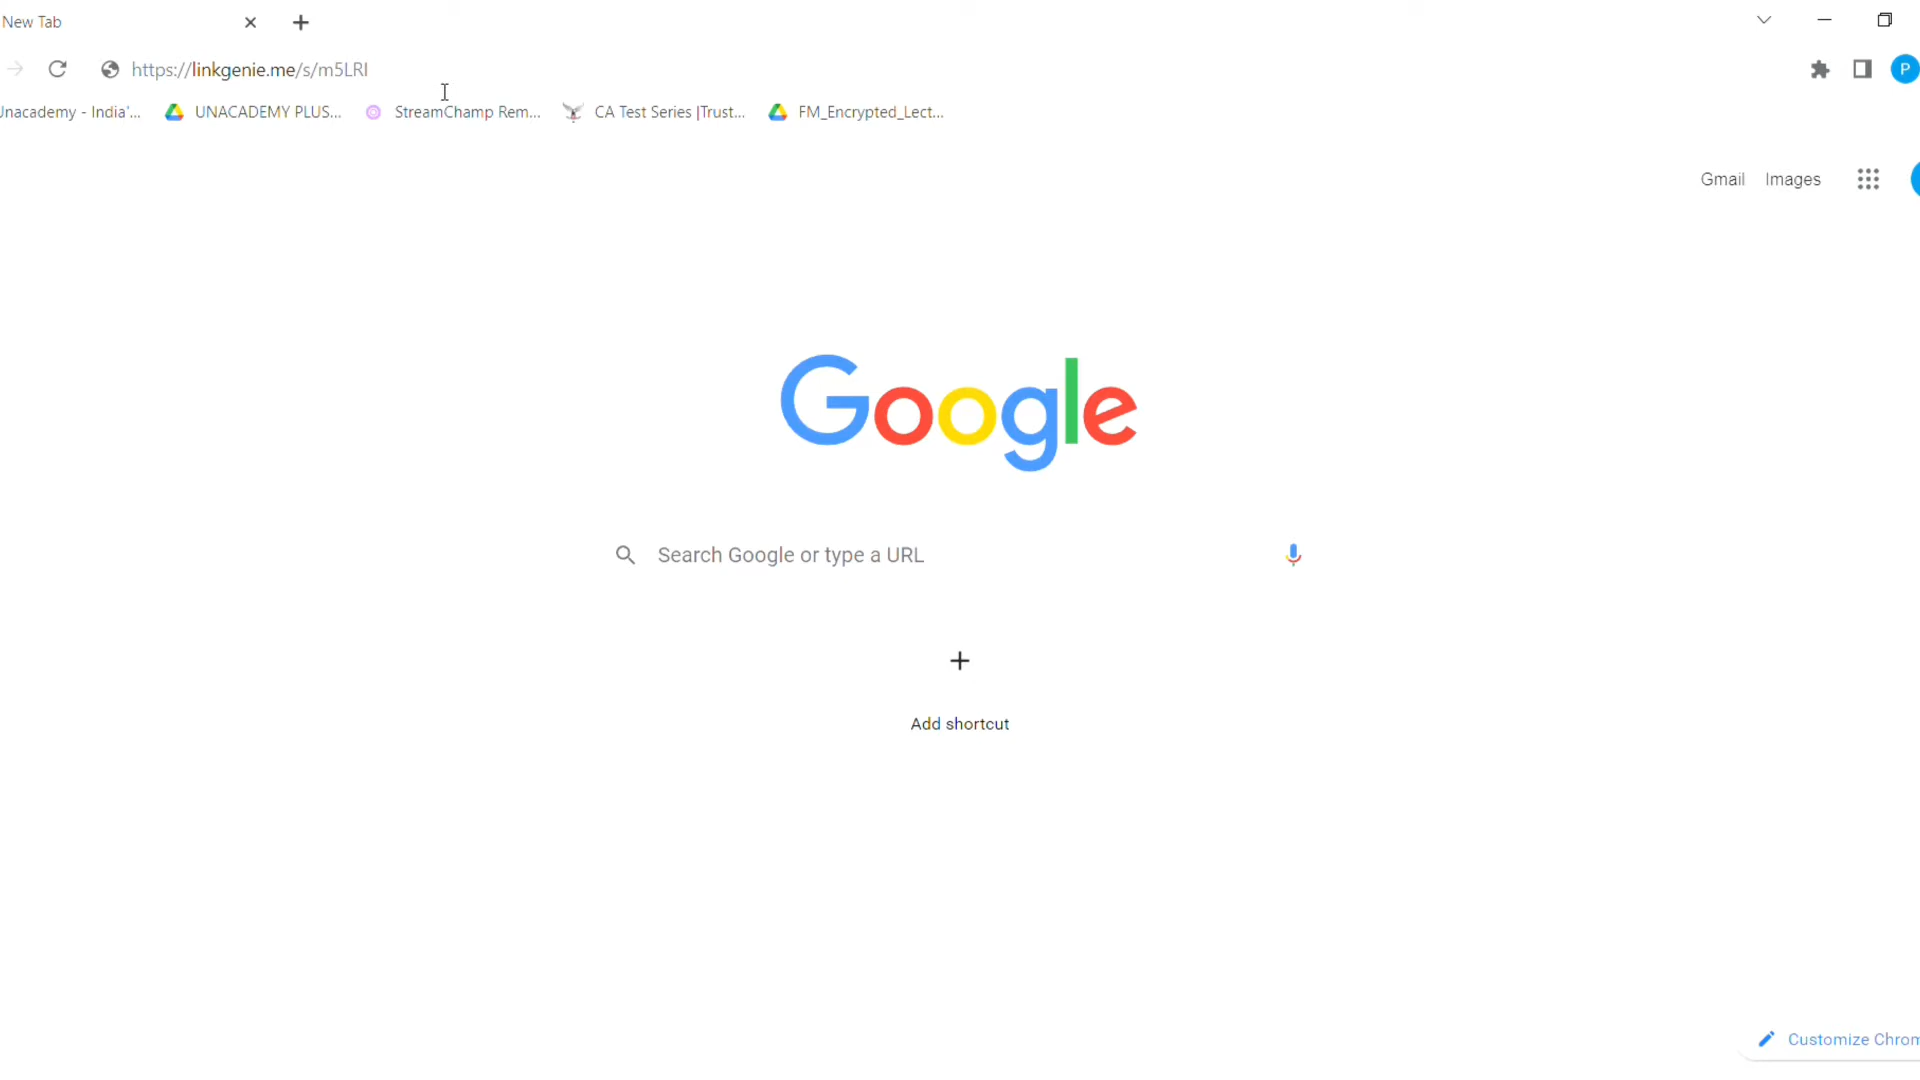 New Tab
https://linkgenie.me/s/m5LRI
Unacademy - India'...
UNACADEMY PLUS...
StreamChamp Rem...
CA Test Series |Trust...
FM_Encrypted_Lect...
P
Gmail
Images
Google
Search Google or type a URL
Add shortcut
Customize Chrom